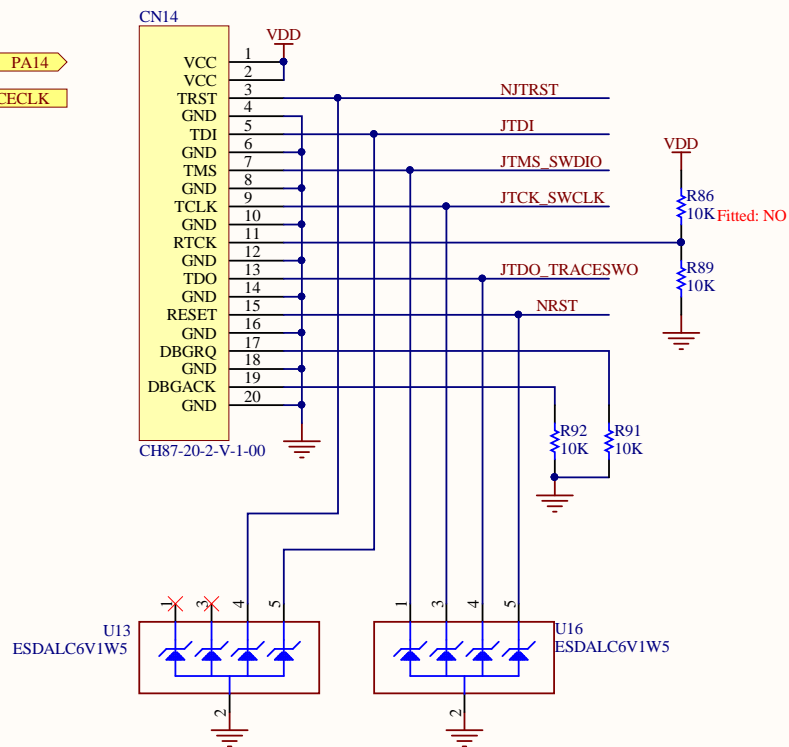 CN14
VDD
PA14
CECLK
VCC 1
VCC 2
TRST 3
GND 4
TDI 5
GND 6
TMS 7
GND 8
TCLK 9
GND 10
RTCK 11
GND 12
TDO 13
GND 14
RESET 15
GND 16
DBGRQ 17
GND 18
DBGACK 19
GND 20
CH87-20-2-V-1-00
NJTRST
JTDI
JTMS_SWDIO
JTCK_SWCLK
JTDO_TRACESWO
NRST
VDD
R86
10K Fitted: NO
R89
10K
R92
10K
R91
10K
1 3 4 5
U13
ESDALC6V1W5
2
1 3 4 5
U16
ESDALC6V1W5
2